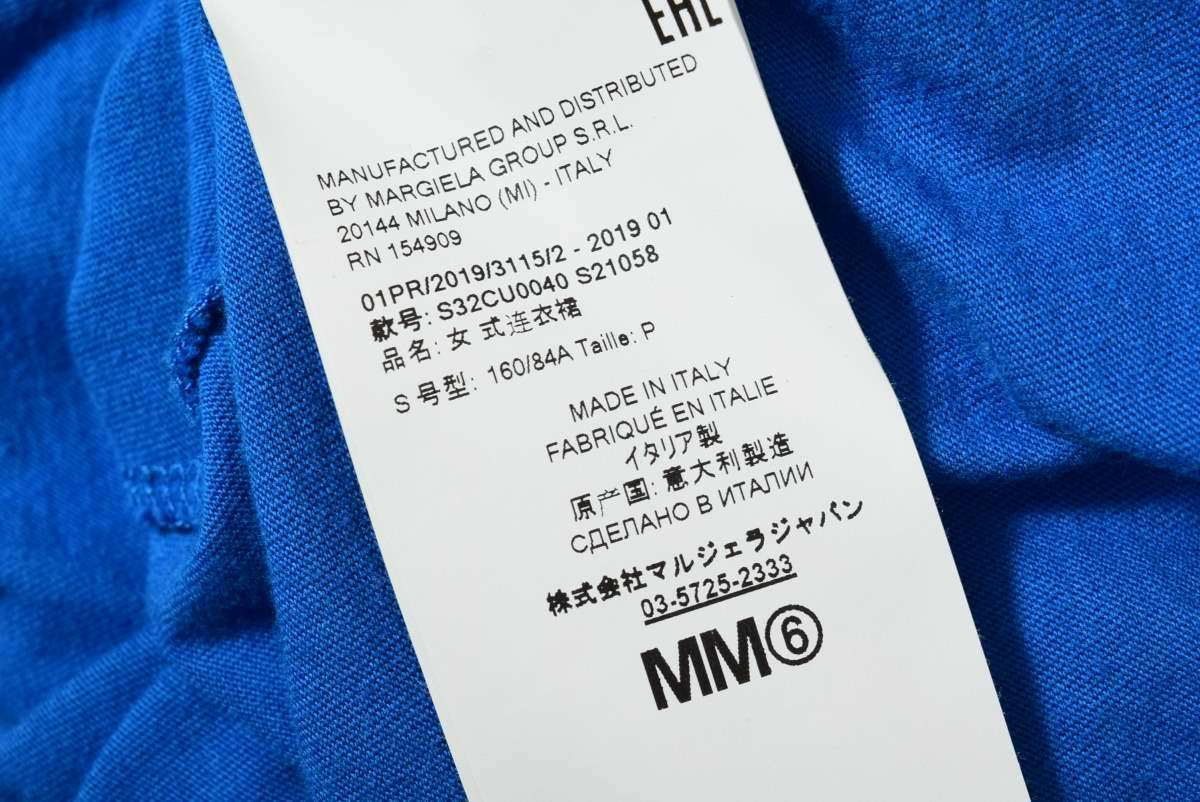 EAC
MANUFACTURED AND DISTRIBUTED
BY MARGIELA GROUP S.R.L.
20144 MILANO (MI) - ITALY
RN 154909
01PR/2019/3115/2 - 2019 01
款号: S32CU0040 S21058
品名: 女 式连衣裙
S 号型: 160/84A Taille: P
MADE IN ITALY
FABRIQUÉ EN ITALIE
イタリア製
原产国: 意大利製造
СДЕЛАНО В ИТАЛИИ
株式会社マルジェラジャパン
03-5725-2333
MM⑥